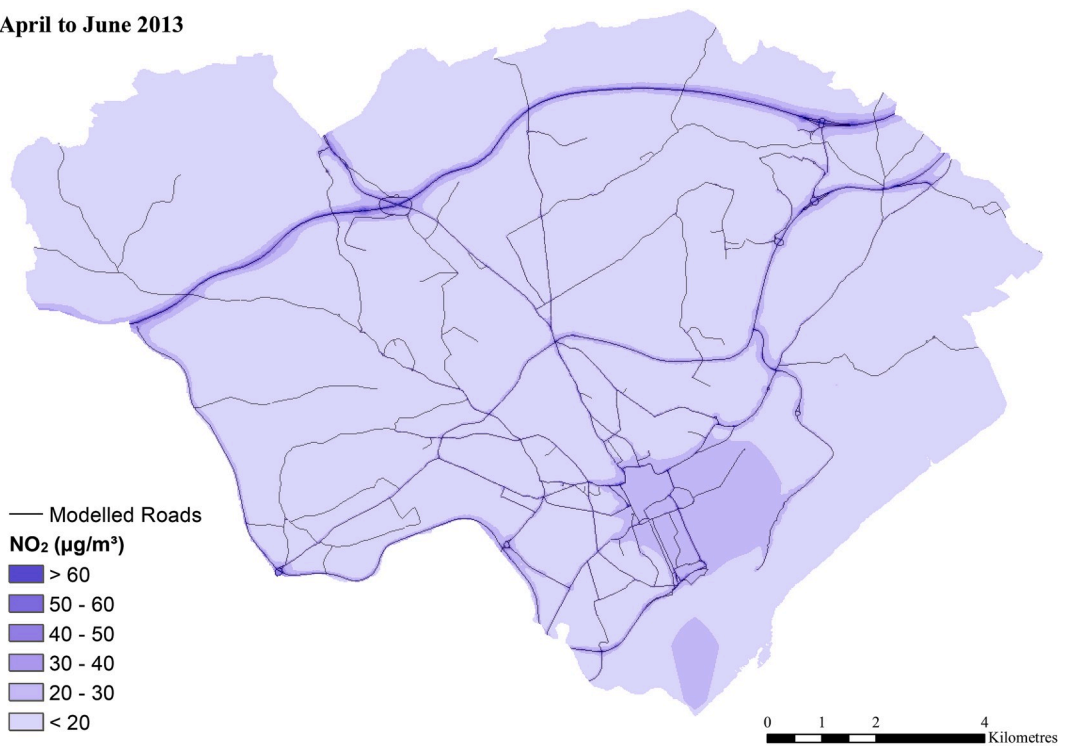 April to June 2013
Modelled Roads
NO₂ (µg/m³)
> 60
50 - 60
40 - 50
30 - 40
20 - 30
< 20
0 1 2 4
Kilometres